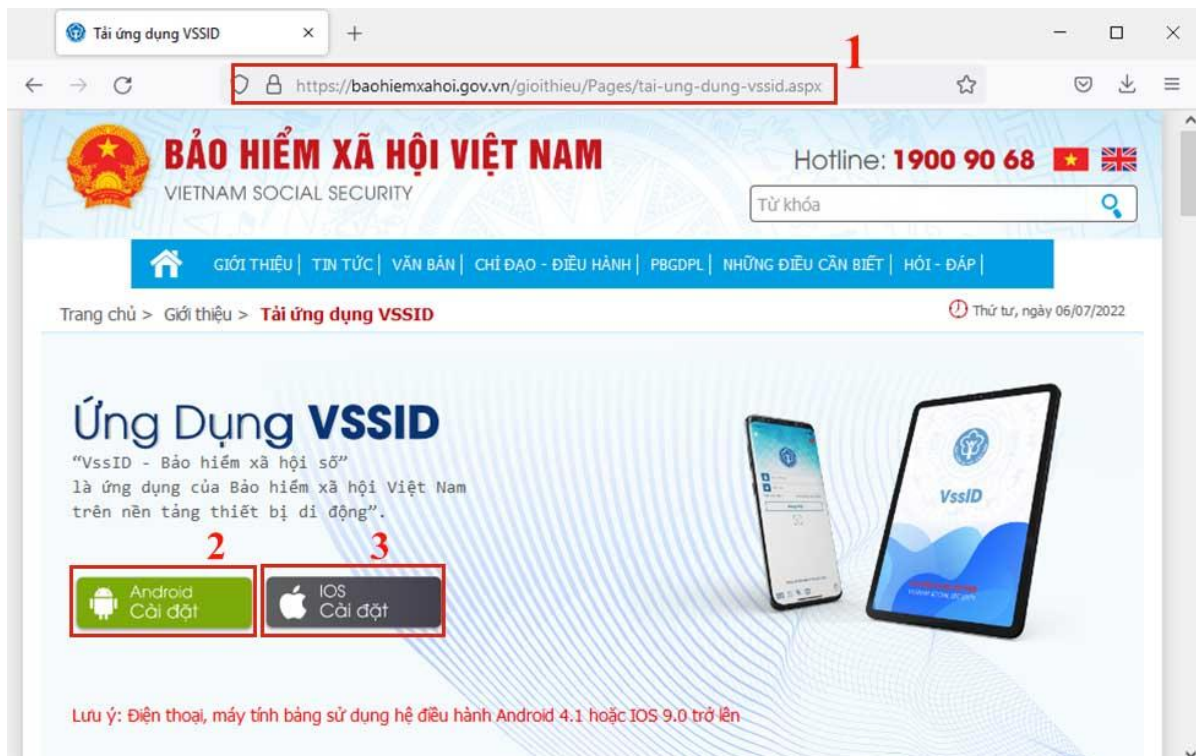 Tải ứng dụng VSSID
1
https://baohiemxahoi.gov.vn/gioithieu/Pages/tai-ung-dung-vssid.aspx
BẢO HIỂM XÃ HỘI VIỆT NAM
VIETNAM SOCIAL SECURITY
Hotline: 1900 90 68
Từ khóa
GIỚI THIỆU | TIN TỨC | VĂN BẢN | CHỈ ĐẠO - ĐIỀU HÀNH | PBGDPL | NHỮNG ĐIỀU CẦN BIẾT | HỎI - ĐÁP |
Trang chủ > Giới thiệu > Tải ứng dụng VSSID
Thứ tư, ngày 06/07/2022
Ứng Dụng VSSID
“VssID - Bảo hiểm xã hội số”
là ứng dụng của Bảo hiểm xã hội Việt Nam
trên nền tảng thiết bị di động”.
VssID
2
3
Android
Cài đặt
IOS
Cài đặt
Lưu ý: Điện thoại, máy tính bảng sử dụng hệ điều hành Android 4.1 hoặc IOS 9.0 trở lên